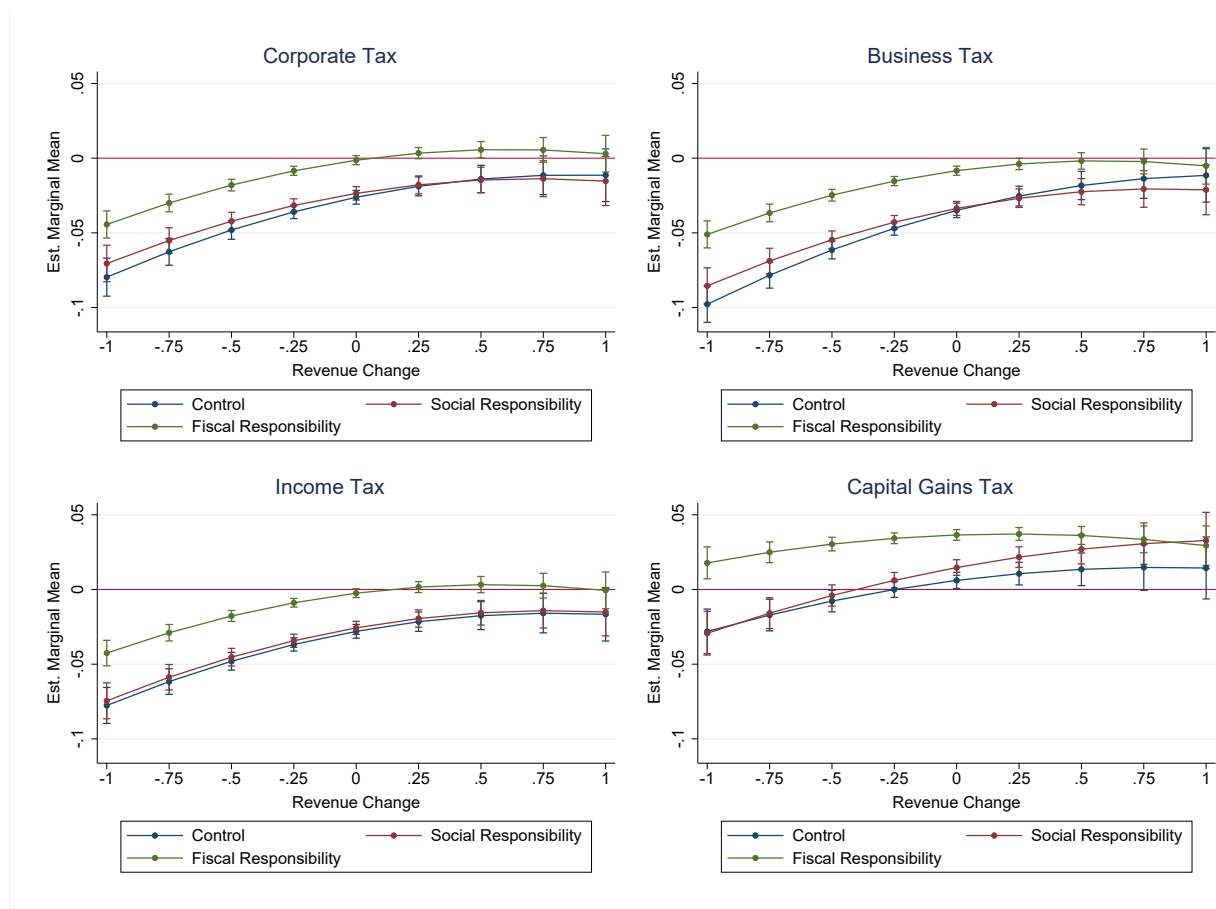 Corporate Tax
Est. Marginal Mean
.05
0
-.05
-.1
-1 -.75 -.5 -.25 0 .25 .5 .75 1
Revenue Change
Control Social Responsibility
Fiscal Responsibility
Business Tax
Est. Marginal Mean
.05
0
-.05
-.1
-1 -.75 -.5 -.25 0 .25 .5 .75 1
Revenue Change
Control Social Responsibility
Fiscal Responsibility
Income Tax
Est. Marginal Mean
.05
0
-.05
-.1
-1 -.75 -.5 -.25 0 .25 .5 .75 1
Revenue Change
Control Social Responsibility
Fiscal Responsibility
Capital Gains Tax
Est. Marginal Mean
.05
0
-.05
-.1
-1 -.75 -.5 -.25 0 .25 .5 .75 1
Revenue Change
Control Social Responsibility
Fiscal Responsibility